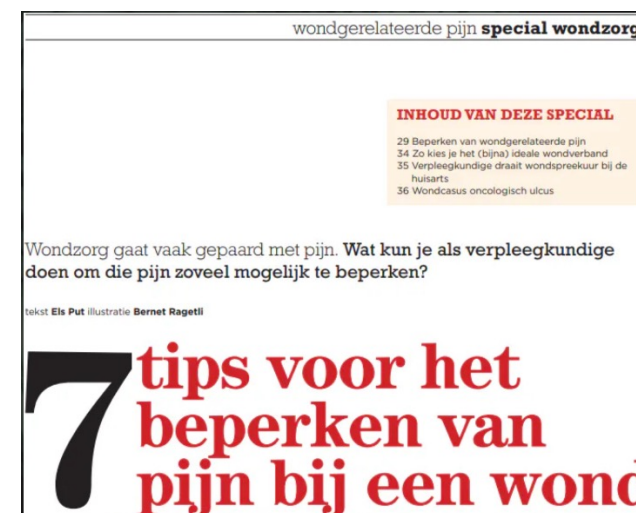 wondgerelateerde pijn special wondzorg
INHOUD VAN DEZE SPECIAL
29 Beperken van wondgerelateerde pijn
34 Zo kies je het (bijna) ideale wondverband
35 Verpleegkundige draait wondspreekuur bij de
huisarts
36 Wondcasus oncologisch ulcus
Wondzorg gaat vaak gepaard met pijn. Wat kun je als verpleegkundige
doen om die pijn zoveel mogelijk te beperken?
tekst Els Put illustratie Bernet Ragetli
7 tips voor het
beperken van
pijn bij een wond